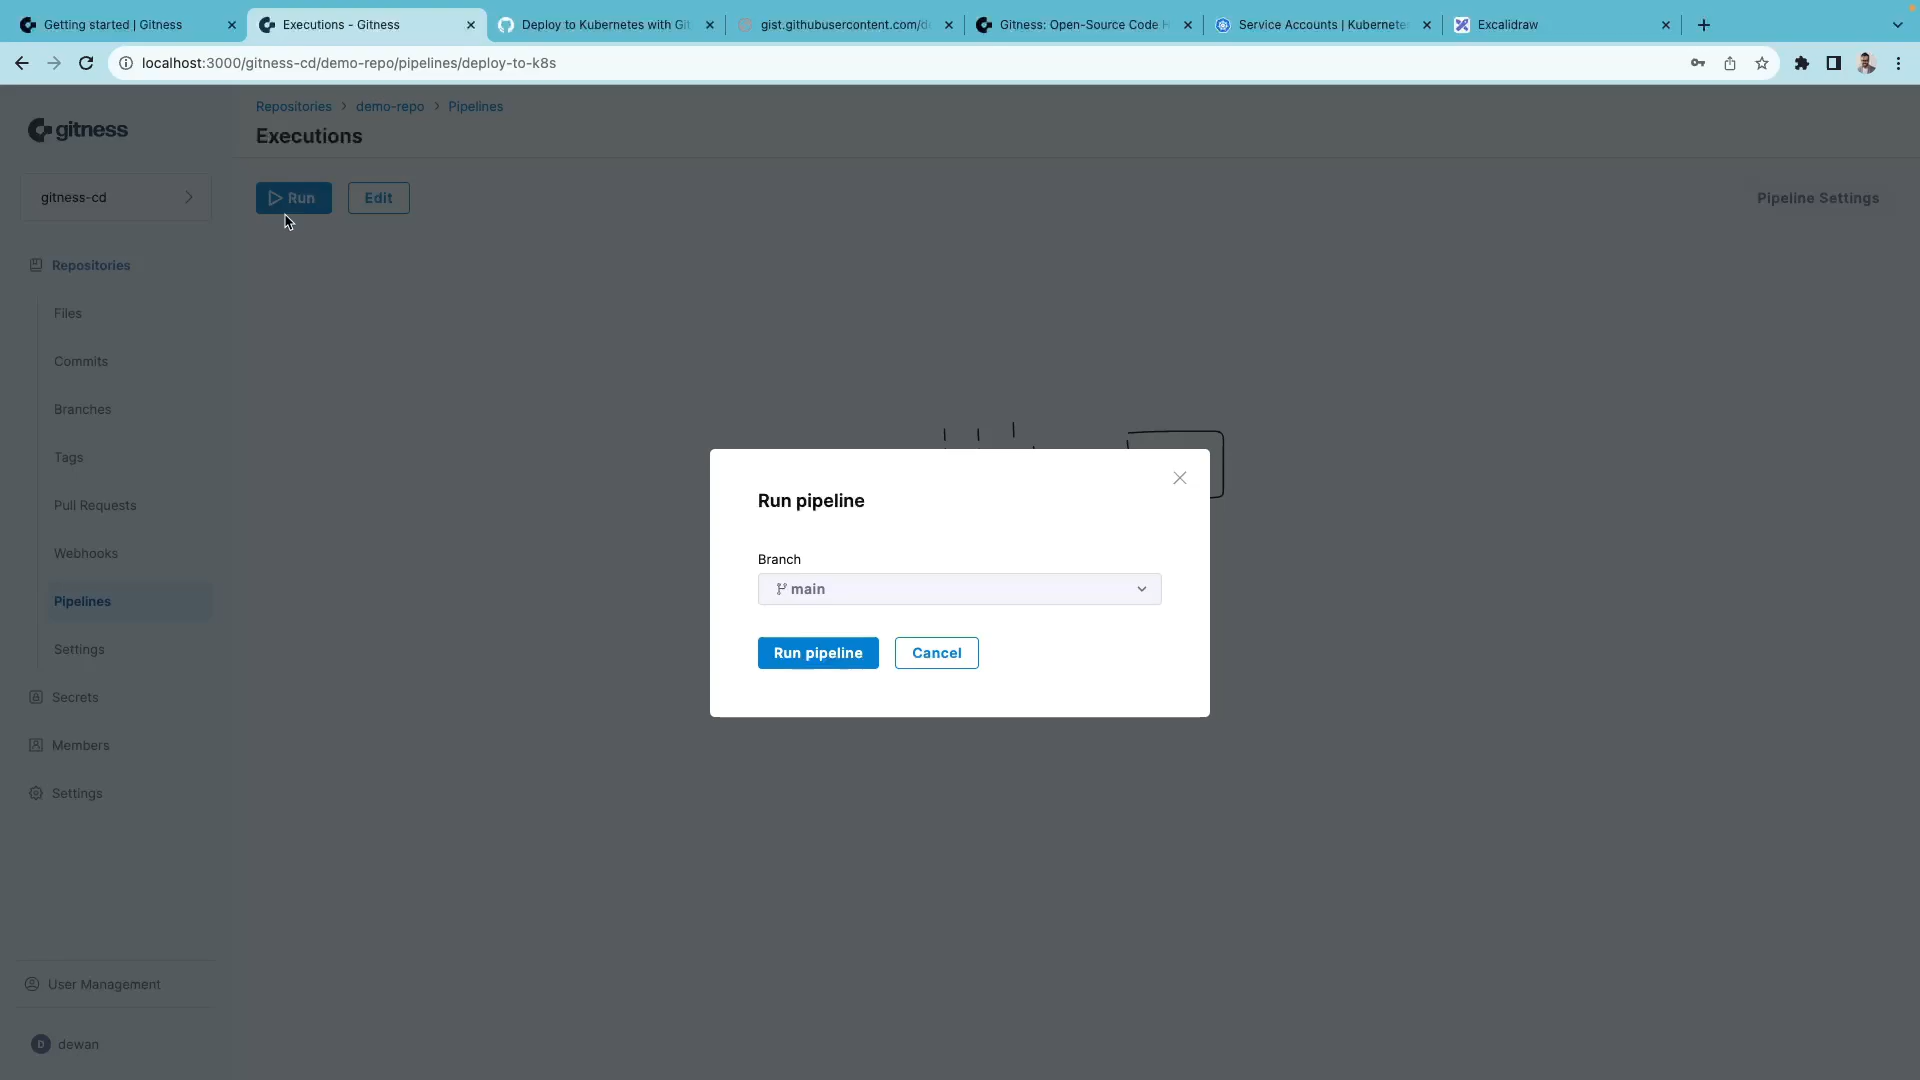 Getting started | Gitness
Executions - Gitness
Deploy to Kubernetes with Git
gist.githubusercontent.com/d
Gitness: Open-Source Code H
Service Accounts | Kubernete
Excalidraw
localhost:3000/gitness-cd/demo-repo/pipelines/deploy-to-k8s
gitness
Repositories > demo-repo > Pipelines
Executions
gitness-cd
Run
Edit
Pipeline Settings
Repositories
Files
Commits
Branches
Tags
Pull Requests
Webhooks
Pipelines
Settings
Secrets
Members
Settings
User Management
D dewan
Run pipeline
Branch
main
Run pipeline
Cancel